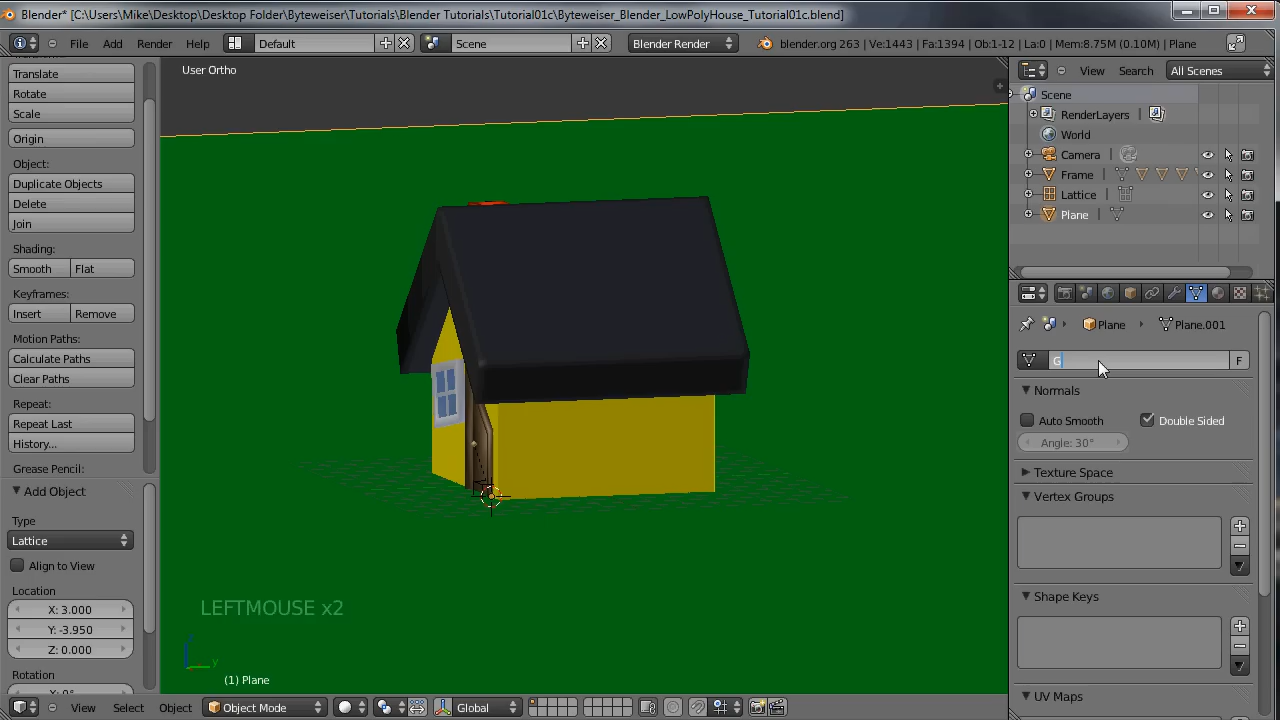 Blender* [C:\Users\Mike\Desktop\Desktop Folder\Byteweiser\Tutorials\Blender Tutorials\Tutorial01c\Byteweiser_Blender_LowPolyHouse_Tutorial01c.blend]
File Add Render Help Default Scene Blender Render blender.org 263 | Ve:1443 | Fa:1394 | Ob:1-12 | La:0 | Mem:8.75M (0.10M) | Plane
Translate
Rotate
Scale
Origin
Object:
Duplicate Objects
Delete
Join
Shading:
Smooth Flat
Keyframes:
Insert Remove
Motion Paths:
Calculate Paths
Clear Paths
Repeat:
Repeat Last
History...
Grease Pencil:
Add Object
Type
Lattice
Align to View
Location
X: 3.000
Y: -3.950
Z: 0.000
Rotation
User Ortho
LEFTMOUSE x2
y
(1) Plane
View Select Object Object Mode Global
View Search All Scenes
Scene
RenderLayers |
World
Camera |
Frame |
Lattice |
Plane |
Plane Plane.001
G F
Normals
Auto Smooth Double Sided
Angle: 30°
Texture Space
Vertex Groups
Shape Keys
UV Maps